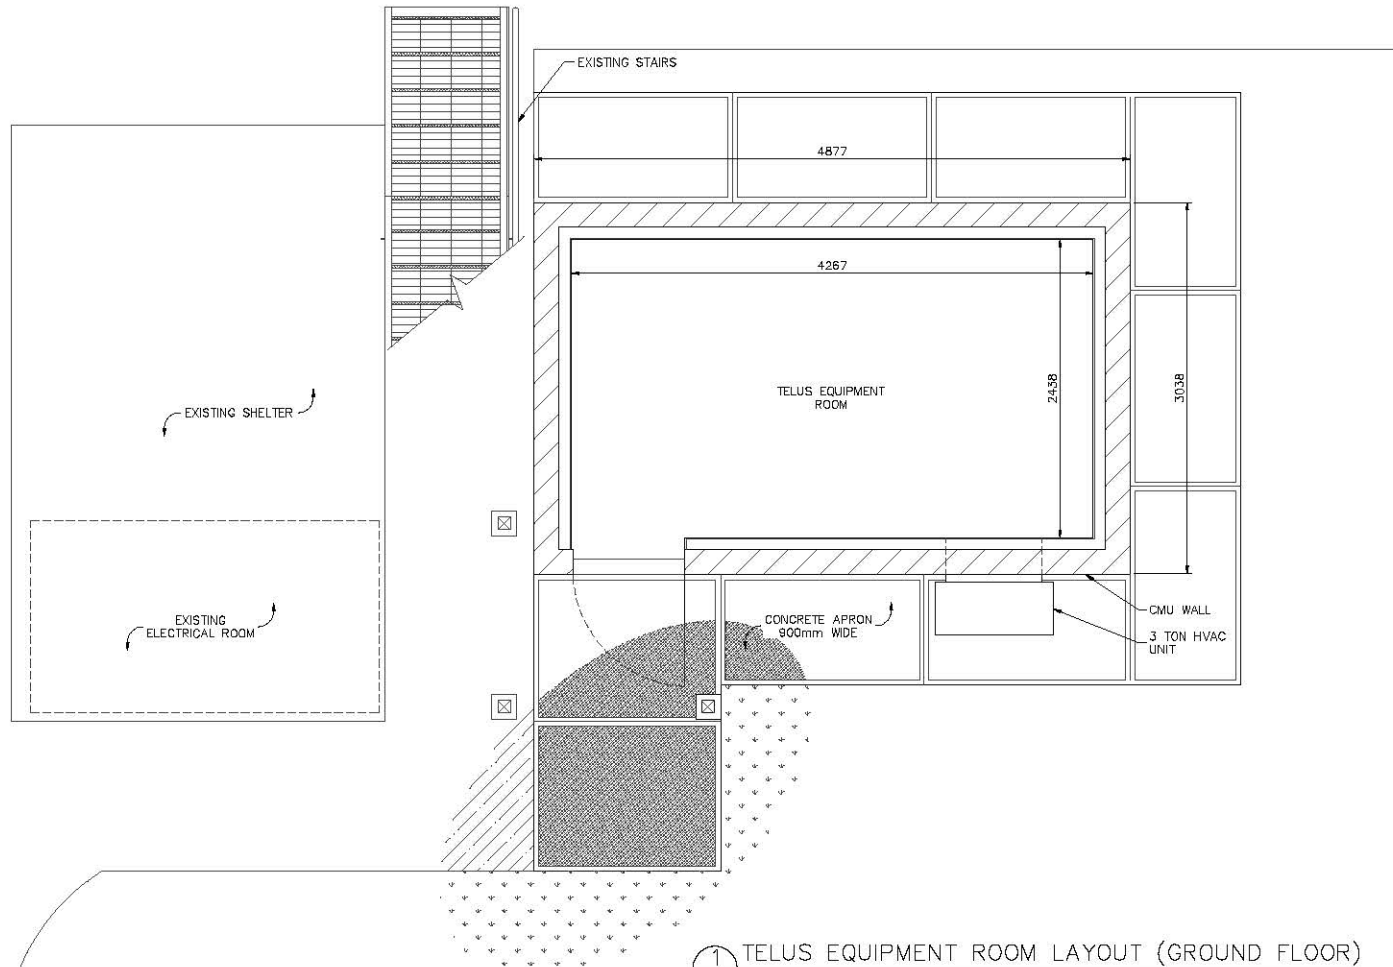 EXISTING STAIRS
4877
4267
2438
3038
TELUS EQUIPMENT
ROOM
EXISTING SHELTER
EXISTING
ELECTRICAL ROOM
CONCRETE APRON
900mm WIDE
CMU WALL
3 TON HVAC
UNIT
1 TELUS EQUIPMENT ROOM LAYOUT (GROUND FLOOR)